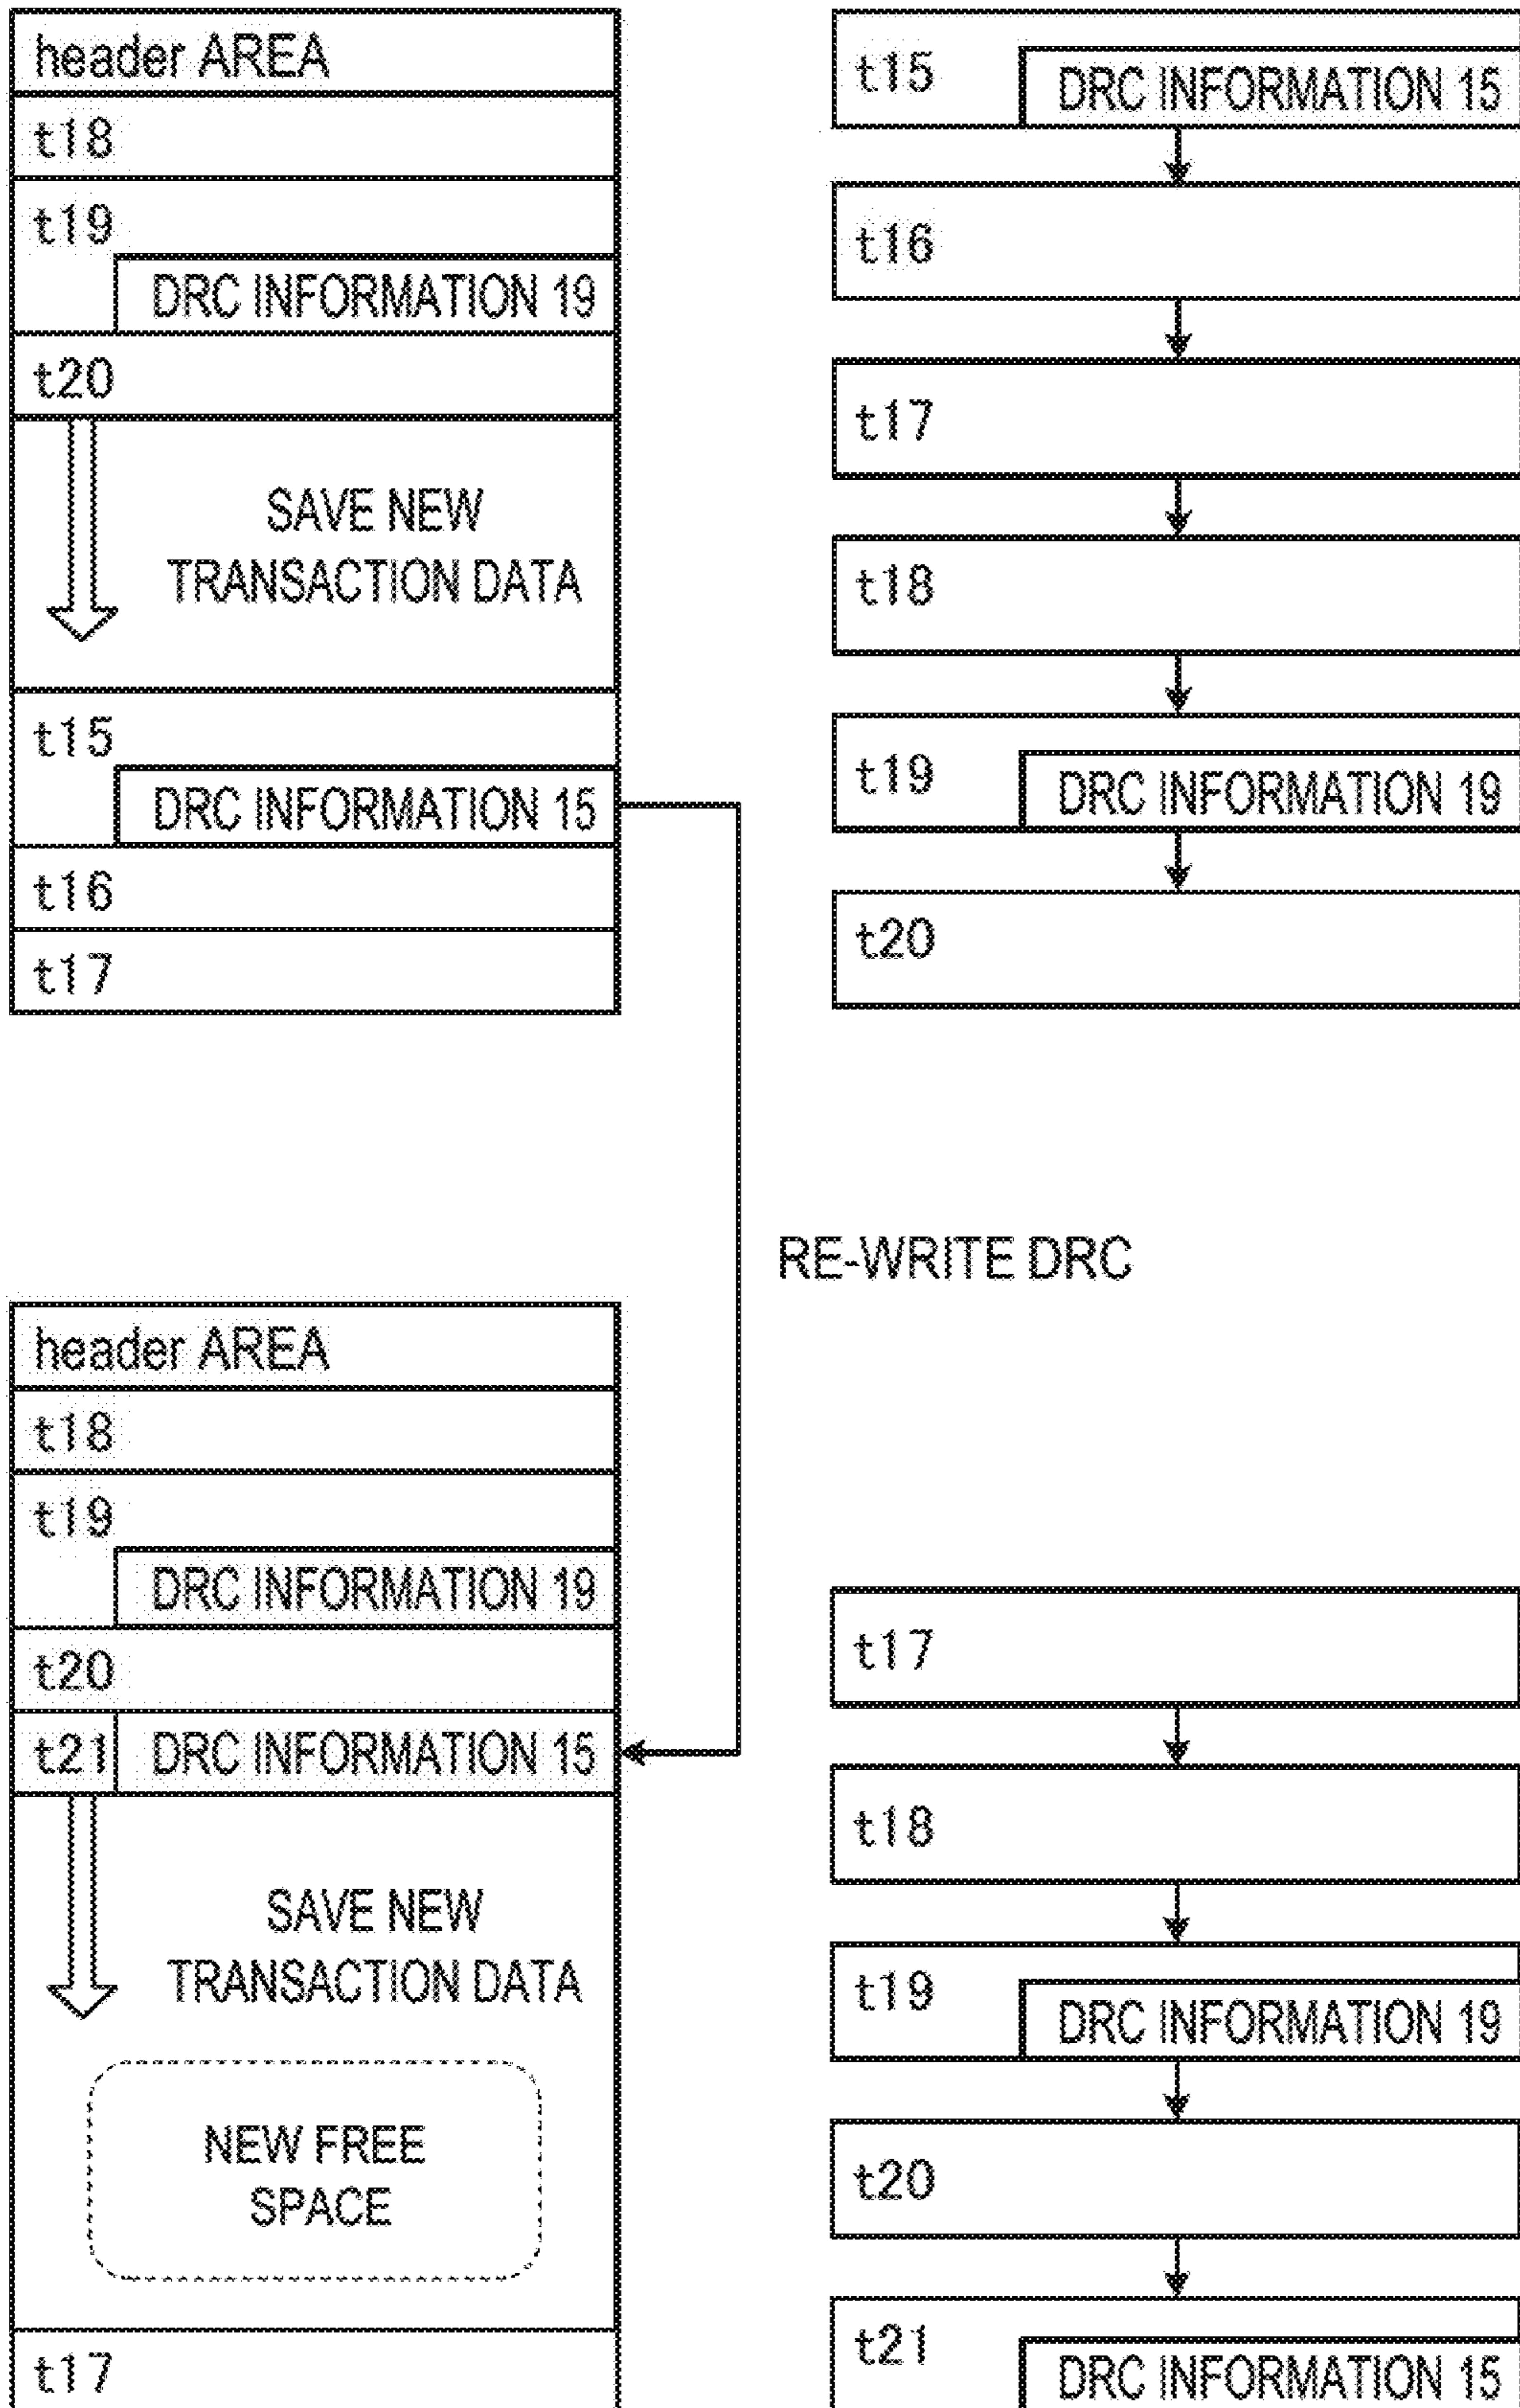 header AREA
t18
t19
DRC INFORMATION 19
t20
SAVE NEW
TRANSACTION DATA
t15
DRC INFORMATION 15
t16
t17
t15
DRC INFORMATION 15
t16
t17
t18
t19
DRC INFORMATION 19
t20
RE-WRITE DRC
header AREA
t18
t19
DRC INFORMATION 19
t20
t21
DRC INFORMATION 15
SAVE NEW
TRANSACTION DATA
NEW FREE
SPACE
t17
t17
t18
t19
DRC INFORMATION 19
t20
t21
DRC INFORMATION 15